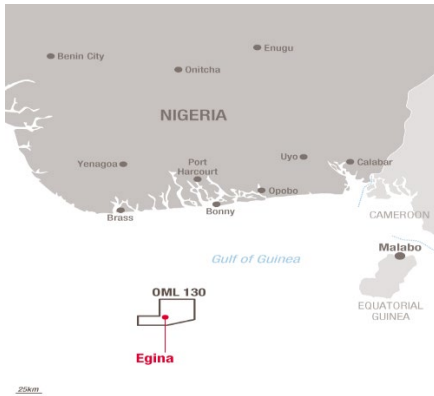 Enugu
Benin City
Onitcha
NIGERIA
Yenagoa
Port
Harcourt
Uyo
Calabar
Opobo
Brass
Bonny
CAMEROON
Gulf of Guinea
Malabo
OML 130
EQUATORIAL
GUINEA
Egina
25km